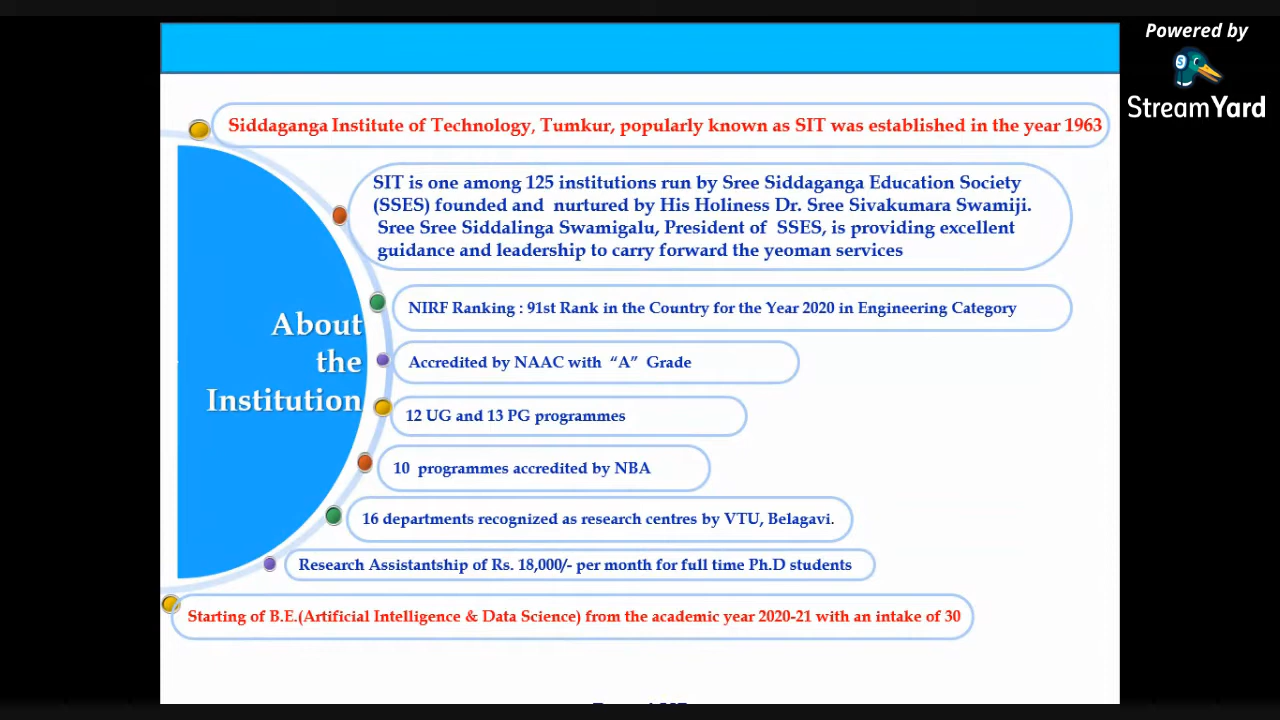 Powered by
StreamYard
Siddaganga Institute of Technology, Tumkur, popularly known as SIT was established in the year 1963
SIT is one among 125 institutions run by Sree Siddaganga Education Society
(SSES) founded and nurtured by His Holiness Dr. Sree Sivakumara Swamiji.
Sree Sree Siddalinga Swamigalu, President of SSES, is providing excellent
guidance and leadership to carry forward the yeoman services
About
the
Institution
NIRF Ranking : 91st Rank in the Country for the Year 2020 in Engineering Category
Accredited by NAAC with “A” Grade
12 UG and 13 PG programmes
10 programmes accredited by NBA
16 departments recognized as research centres by VTU, Belagavi.
Research Assistantship of Rs. 18,000/- per month for full time Ph.D students
Starting of B.E.(Artificial Intelligence & Data Science) from the academic year 2020-21 with an intake of 30